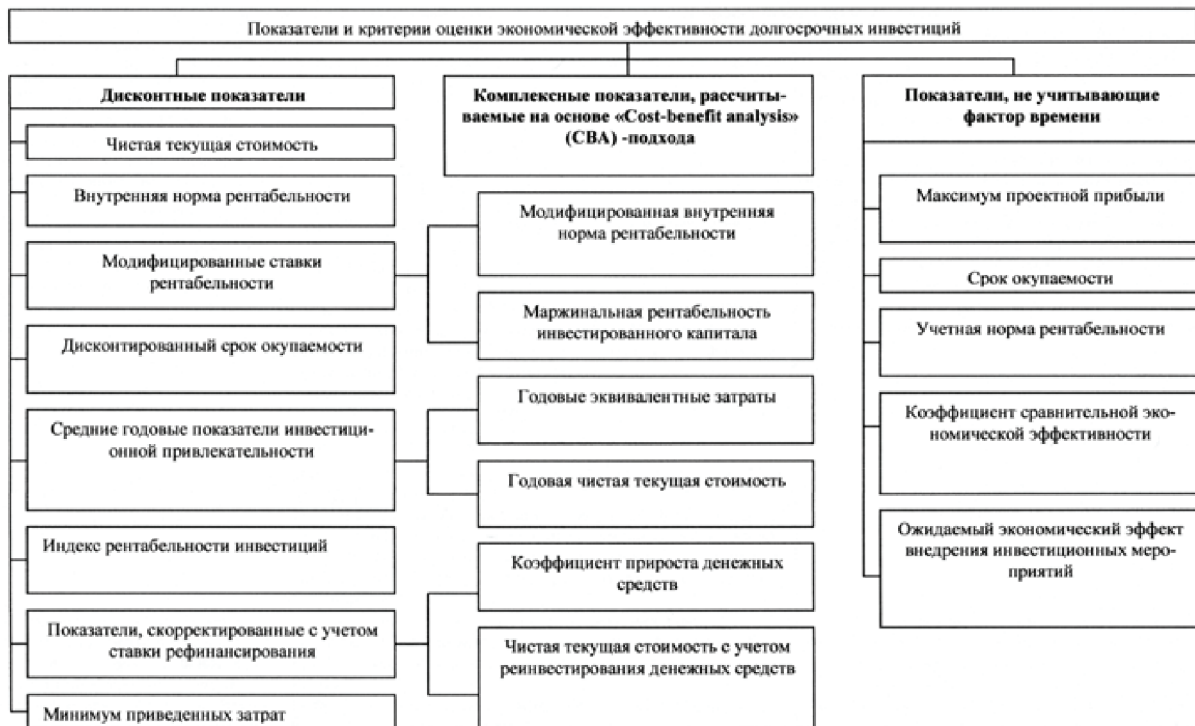 Показатели и критерии оценки экономической эффективности долгосрочных инвестиций
Дисконтные показатели
Чистая текущая стоимость
Внутренняя норма рентабельности
Модифицированные ставки
рентабельности
Дисконтированный срок окупаемости
Средние годовые показатели инвестици-
онной привлекательности
Индекс рентабельности инвестиций
Показатели, скорректированные с учетом
ставки рефинансирования
Минимум приведенных затрат
Комплексные показатели, рассчиты-
ваемые на основе «Cost-benefit analysis»
(CBA) -подхода
Модифицированная внутренняя
норма рентабельности
Маржинальная рентабельность
инвестированного капитала
Годовые эквивалентные затраты
Годовая чистая текущая стоимость
Коэффициент прироста денежных
средств
Чистая текущая стоимость с учетом
реинвестирования денежных средств
Показатели, не учитывающие
фактор времени
Максимум проектной прибыли
Срок окупаемости
Учетная норма рентабельности
Коэффициент сравнительной эко-
номической эффективности
Ожидаемый экономический эффект
внедрения инвестиционных меро-
приятий